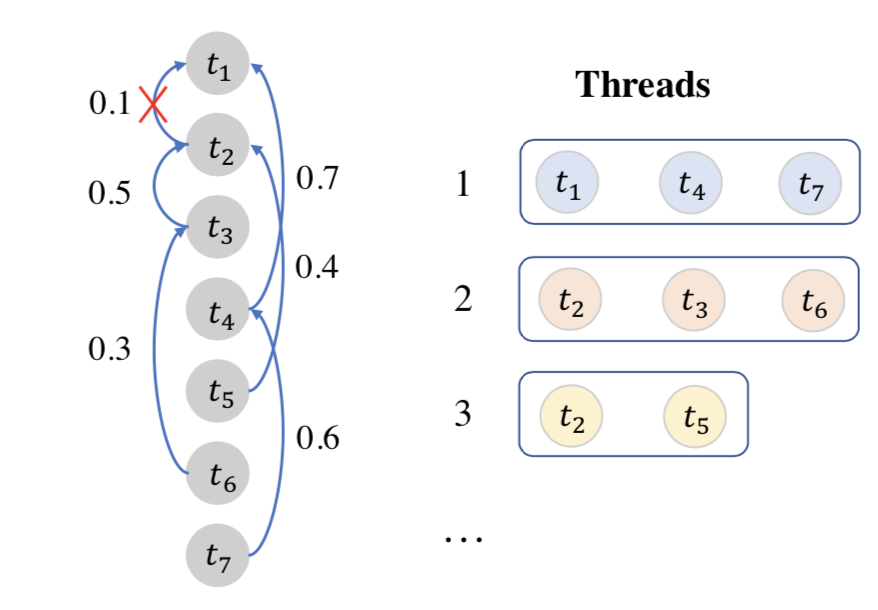 t₁
0.1
t₂
0.5
0.7
t₃
0.4
t₄
0.3
t₅
0.6
t₆
t₇
Threads
1 t₁ t₄ t₇
2 t₂ t₃ t₆
3 t₂ t₅
...